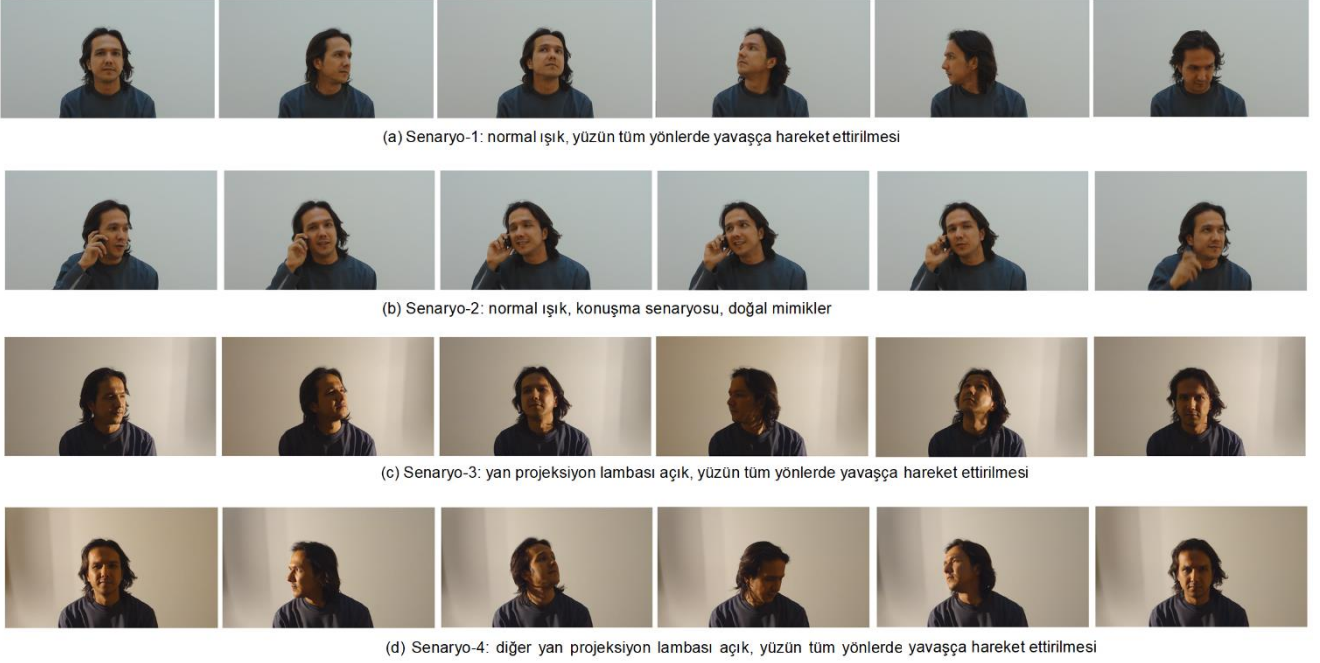 (a) Senaryo-1: normal ışık, yüzün tüm yönlerde yavaşça hareket ettirilmesi
(b) Senaryo-2: normal ışık, konuşma senaryosu, doğal mimikler
(c) Senaryo-3: yan projeksiyon lambası açık, yüzün tüm yönlerde yavaşça hareket ettirilmesi
(d) Senaryo-4: diğer yan projeksiyon lambası açık, yüzün tüm yönlerde yavaşça hareket ettirilmesi